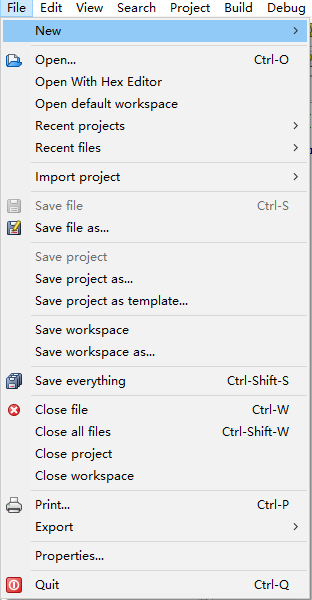 File Edit View Search Project Build Debug
New
Open... Ctrl-O
Open With Hex Editor
Open default workspace
Recent projects
Recent files
Import project
Save file Ctrl-S
Save file as...
Save project
Save project as...
Save project as template...
Save workspace
Save workspace as...
Save everything Ctrl-Shift-S
Close file Ctrl-W
Close all files Ctrl-Shift-W
Close project
Close workspace
Print... Ctrl-P
Export
Properties...
Quit Ctrl-Q